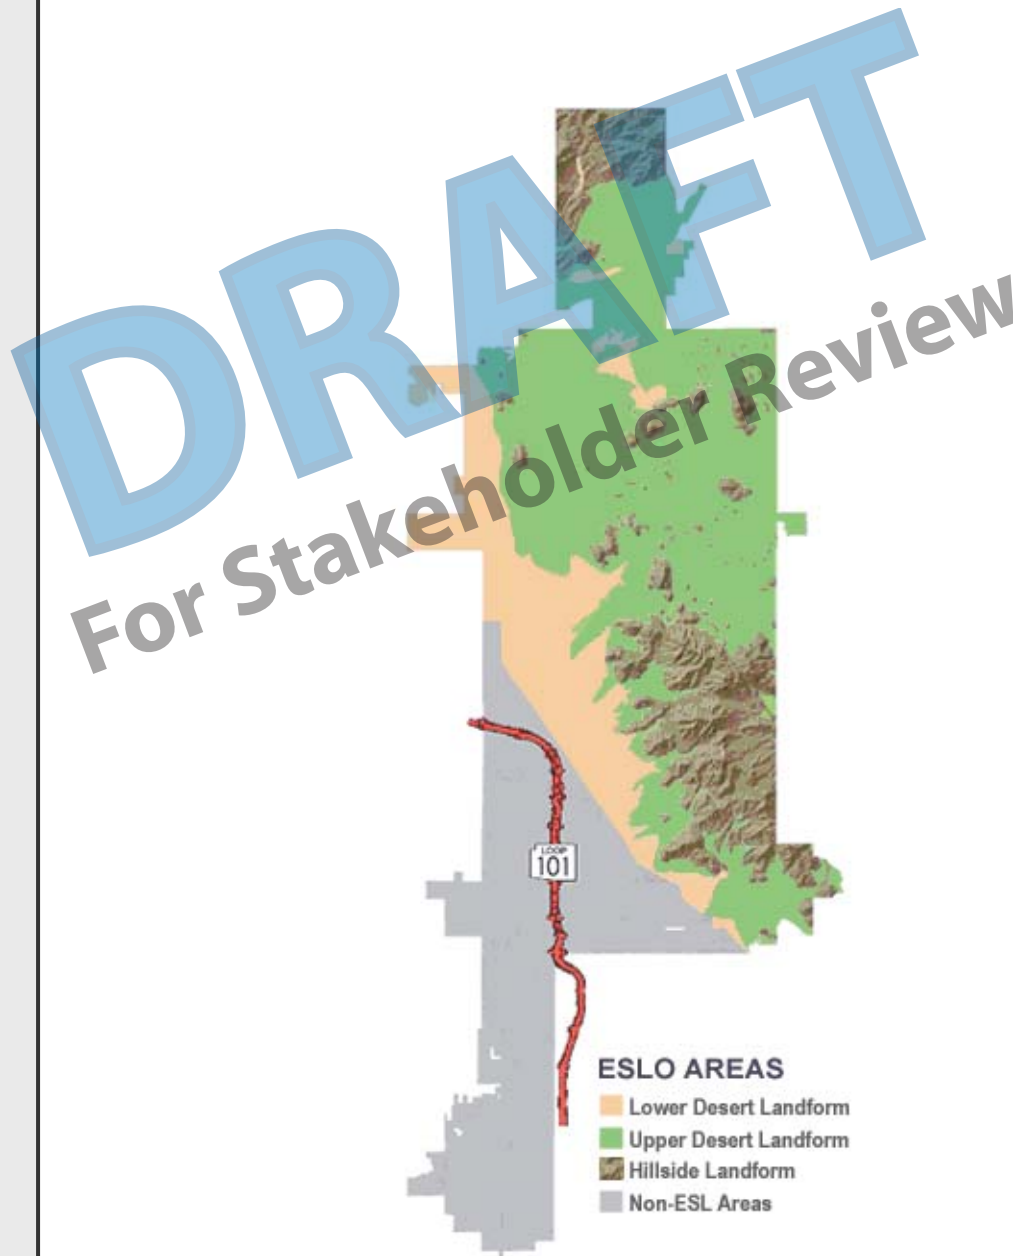 DRAFT
For Stakeholder Review
LOOP
101
ESLO AREAS
Lower Desert Landform
Upper Desert Landform
Hillside Landform
Non-ESL Areas